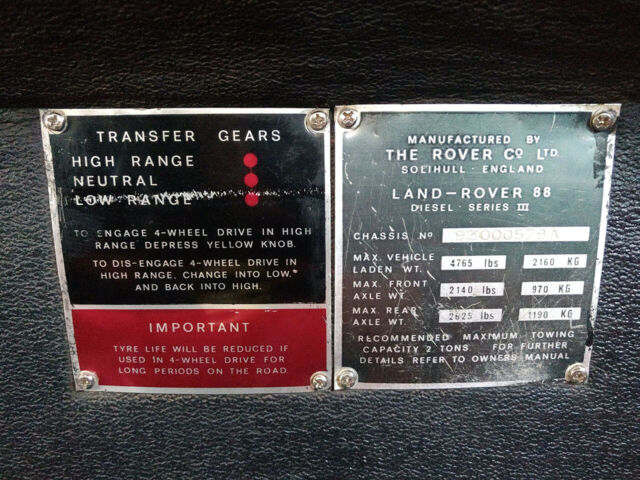 TRANSFER GEARS
HIGH RANGE
NEUTRAL
LOW RANGE
TO ENGAGE 4-WHEEL DRIVE IN HIGH
RANGE DEPRESS YELLOW KNOB.
TO DIS-ENGAGE 4-WHEEL DRIVE IN
HIGH RANGE, CHANGE INTO LOW,
AND BACK INTO HIGH.
IMPORTANT
TYRE LIFE WILL BE REDUCED IF
USED IN 4-WHEEL DRIVE FOR
LONG PERIODS ON THE ROAD.
MANUFACTURED BY
THE ROVER CO LTD.
SOLIHULL · ENGLAND
LAND-ROVER 88
DIESEL · SERIES III
CHASSIS NO
MAX. VEHICLE LADEN WT. 4765 lbs 2160 KG
MAX. FRONT AXLE WT. 2140 lbs 970 KG
MAX. REAR AXLE WT. 2625 lbs 1190 KG
RECOMMENDED MAXIMUM TOWING
CAPACITY 2 TONS. FOR FURTHER
DETAILS REFER TO OWNERS MANUAL